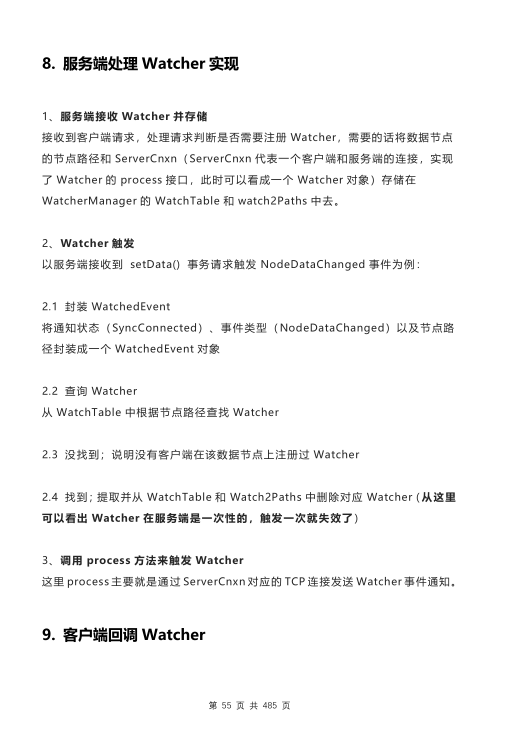 8. 服务端处理 Watcher 实现
1、服务端接收 Watcher 并存储
接收到客户端请求，处理请求判断是否需要注册 Watcher，需要的话将数据节点
的节点路径和 ServerCnxn（ServerCnxn 代表一个客户端和服务端的连接，实现
了 Watcher 的 process 接口，此时可以看成一个 Watcher 对象）存储在
WatcherManager 的 WatchTable 和 watch2Paths 中去。
2、Watcher 触发
以服务端接收到 setData() 事务请求触发 NodeDataChanged 事件为例：
2.1 封装 WatchedEvent
将通知状态（SyncConnected）、事件类型（NodeDataChanged）以及节点路
径封装成一个 WatchedEvent 对象
2.2 查询 Watcher
从 WatchTable 中根据节点路径查找 Watcher
2.3 没找到；说明没有客户端在该数据节点上注册过 Watcher
2.4 找到；提取并从 WatchTable 和 Watch2Paths 中删除对应 Watcher（从这里
可以看出 Watcher 在服务端是一次性的，触发一次就失效了）
3、调用 process 方法来触发 Watcher
这里 process 主要就是通过 ServerCnxn 对应的 TCP 连接发送 Watcher 事件通知。
9. 客户端回调 Watcher
第 55 页 共 485 页